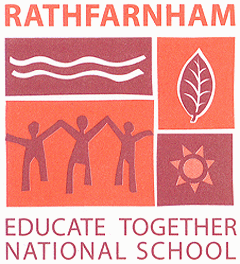 RATHFARNHAM
EDUCATE TOGETHER
NATIONAL SCHOOL